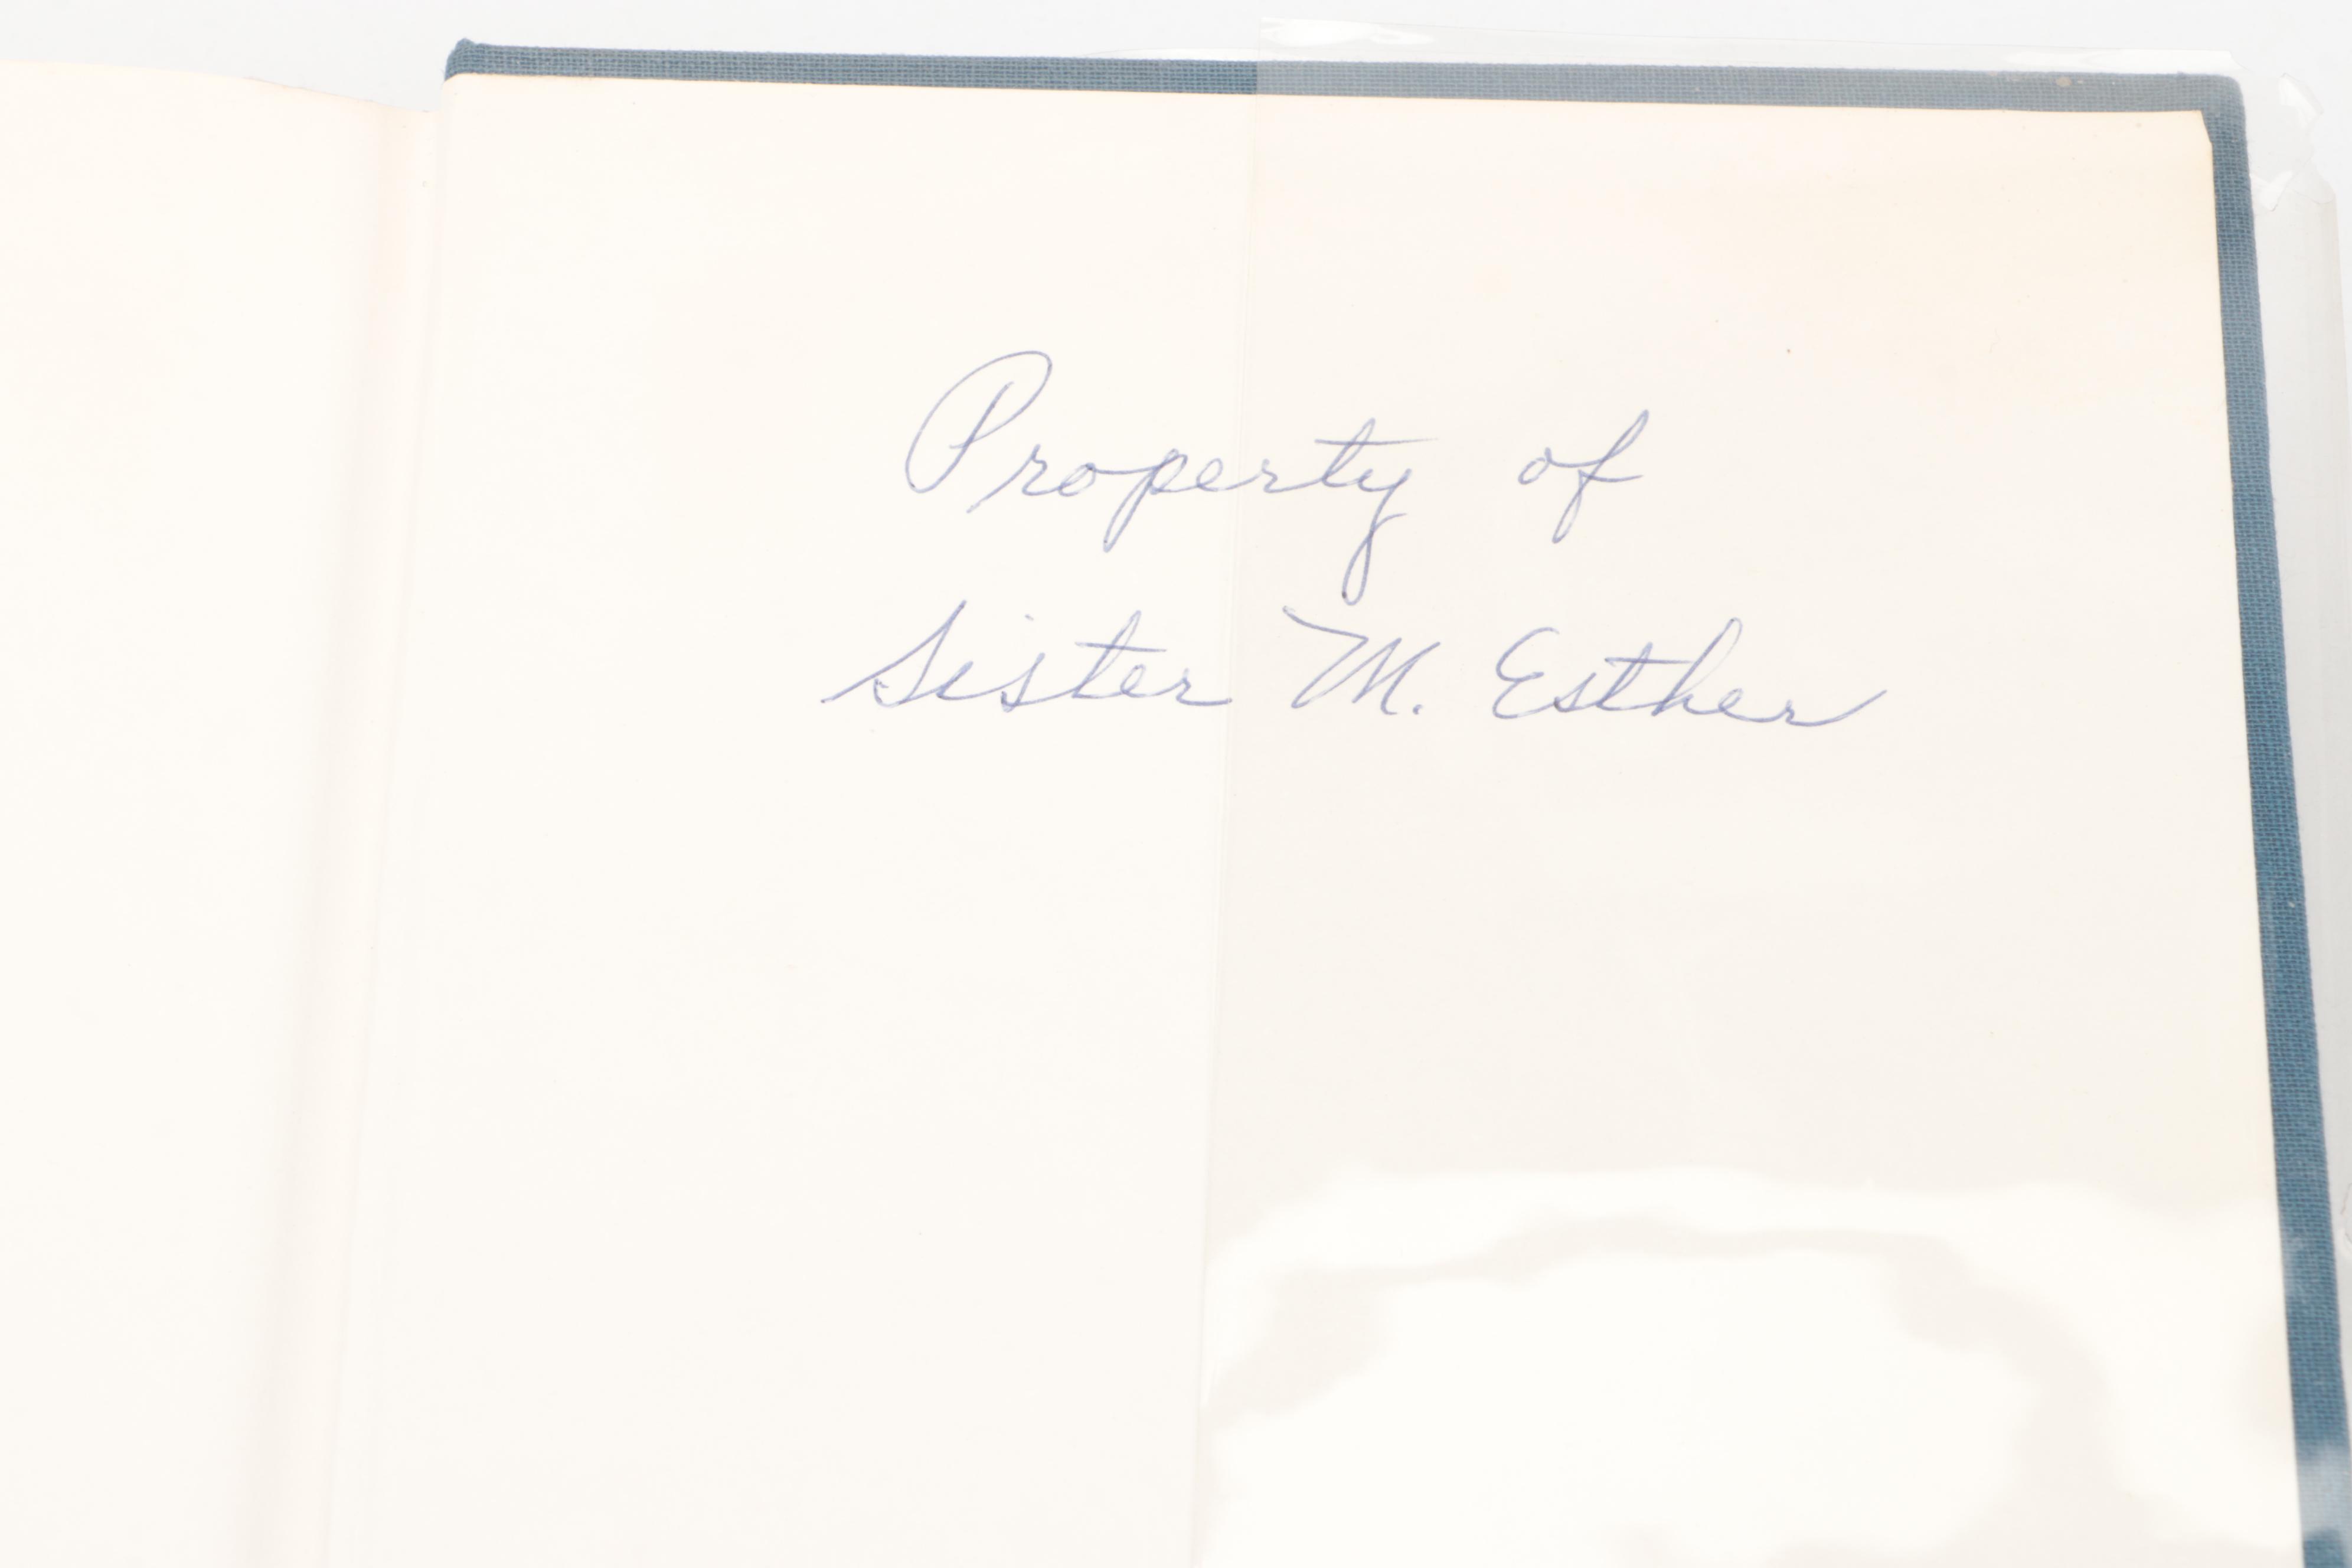 Property of
Sister M. Esther